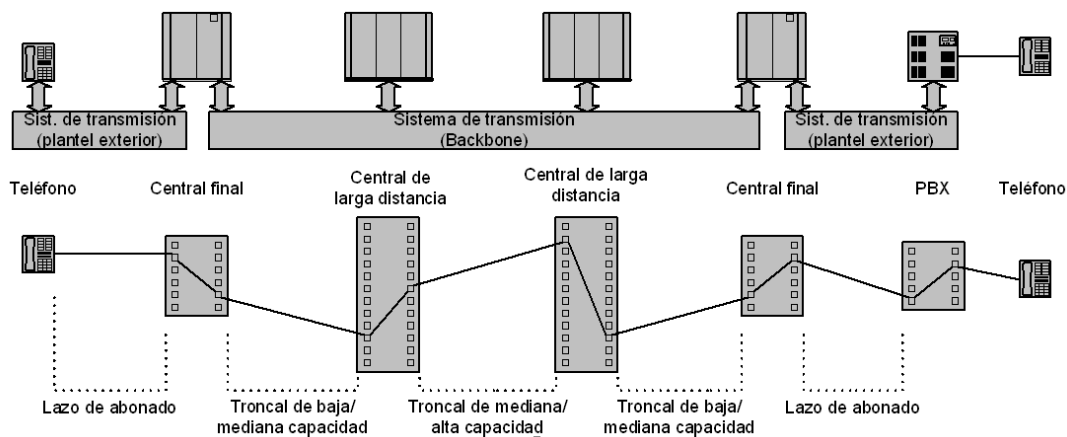 Sist. de transmisión
(plantel exterior)
Sistema de transmisión
(Backbone)
Sist. de transmisión
(plantel exterior)
Teléfono
Central final
Central de
larga distancia
Central de larga
distancia
Central final
PBX
Teléfono
Lazo de abonado
Troncal de baja/
mediana capacidad
Troncal de mediana/
alta capacidad
Troncal de baja/
mediana capacidad
Lazo de abonado